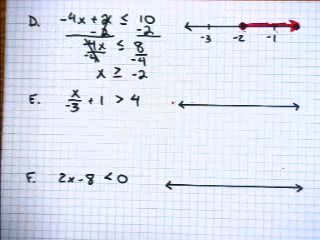 D. -4x + 2 ≤ 10
-2 -2
-4x ≤ 8
-4 -4
x ≥ -2
-3 -2 -1
E. x/-3 + 1 > 4
F. 2x - 8 < 0